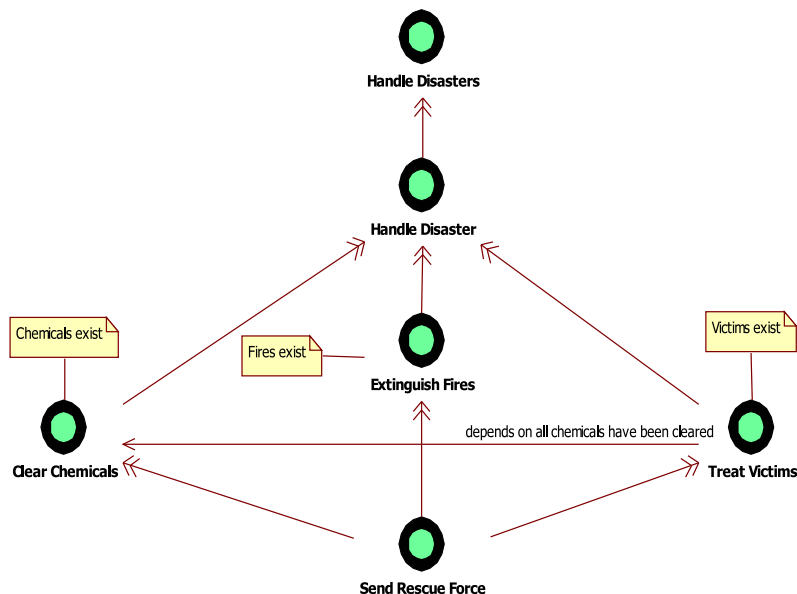 Handle Disasters
Handle Disaster
Chemicals exist
Fires exist
Victims exist
Extinguish Fires
depends on all chemicals have been cleared
Clear Chemicals
Treat Victims
Send Rescue Force